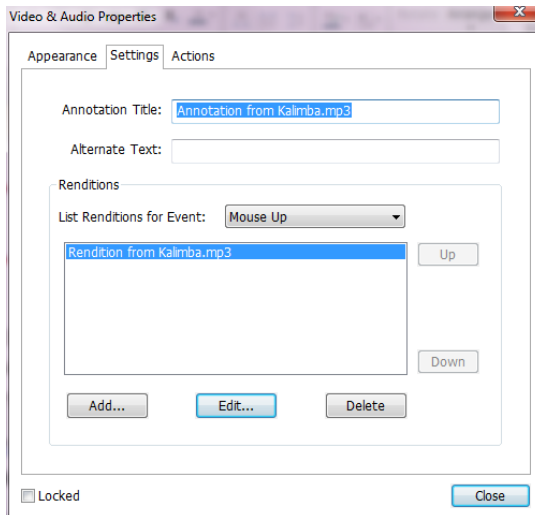 Video & Audio Properties
Appearance Settings Actions
Annotation Title: Annotation from Kalimba.mp3
Alternate Text:
Renditions
List Renditions for Event: Mouse Up
Rendition from Kalimba.mp3
Up
Down
Add... Edit... Delete
Locked
Close